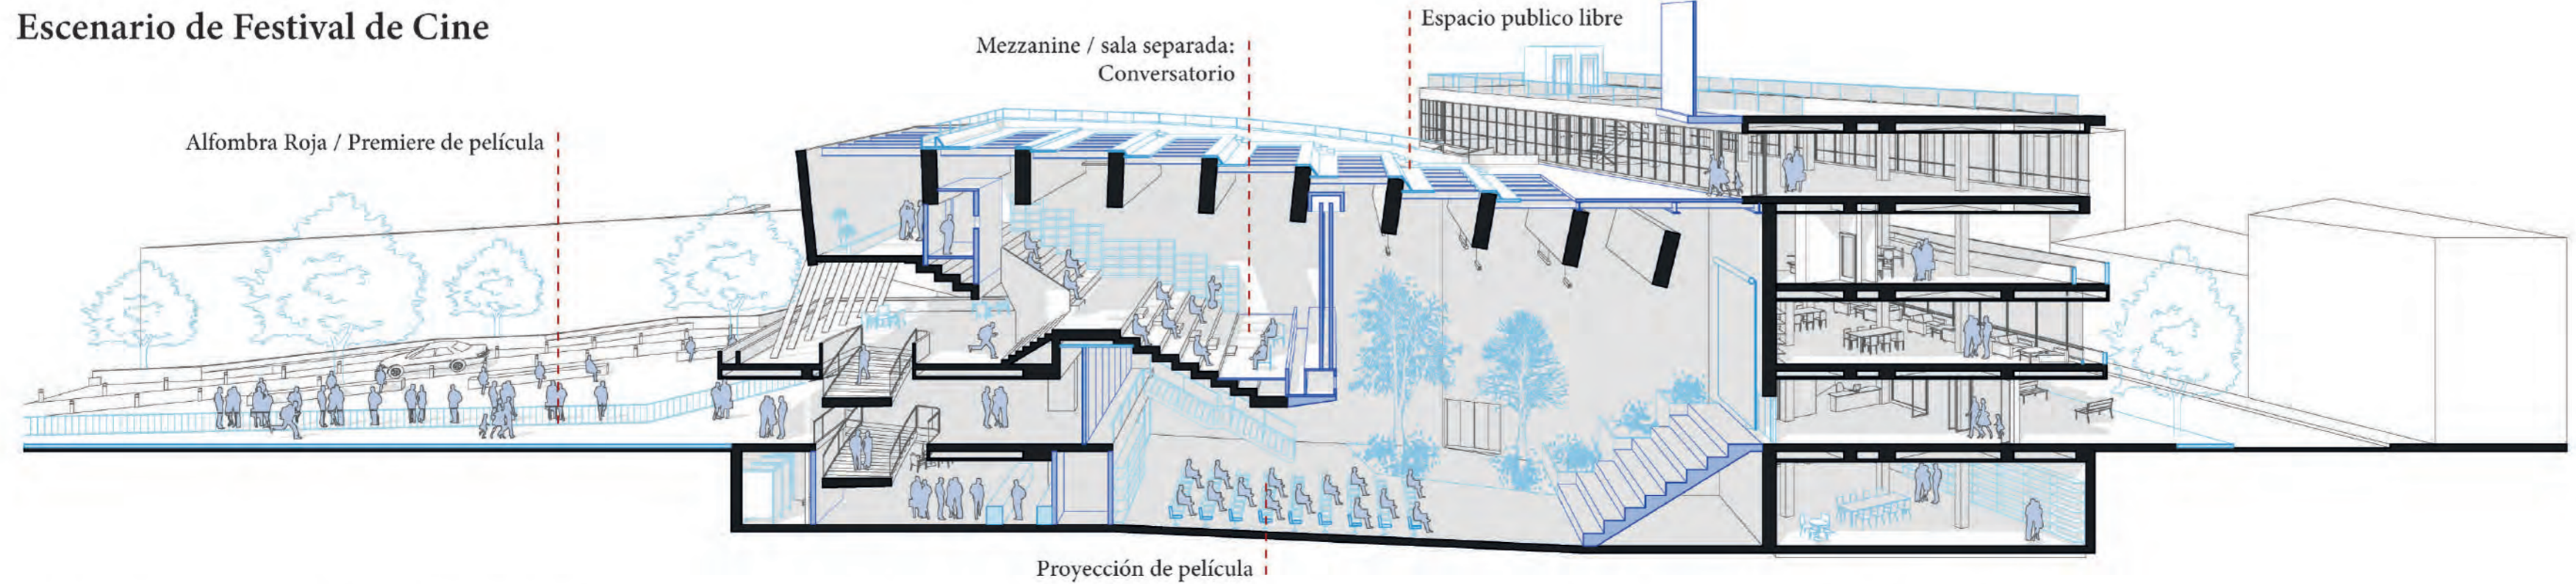 Escenario de Festival de Cine
Espacio publico libre
Mezzanine / sala separada:
Conversatorio
Alfombra Roja / Premiere de película
Proyección de película